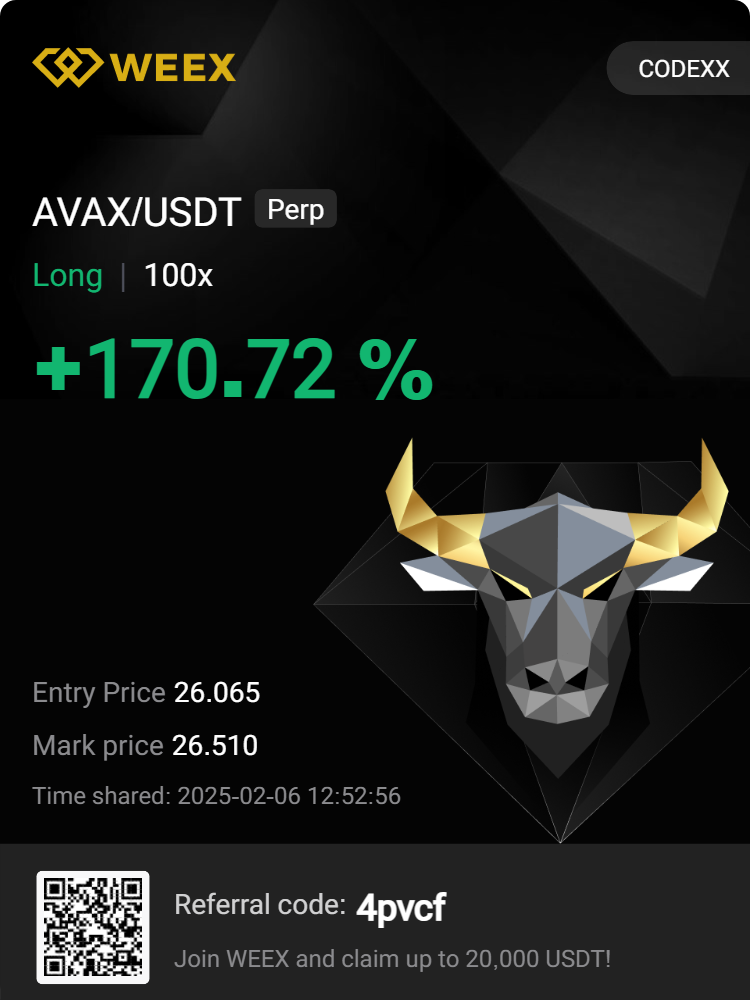 WEEX
CODEXX
AVAX/USDT Perp
Long | 100x
+170.72 %
Entry Price 26.065
Mark price 26.510
Time shared: 2025-02-06 12:52:56
Referral code: 4pvcf
Join WEEX and claim up to 20,000 USDT!